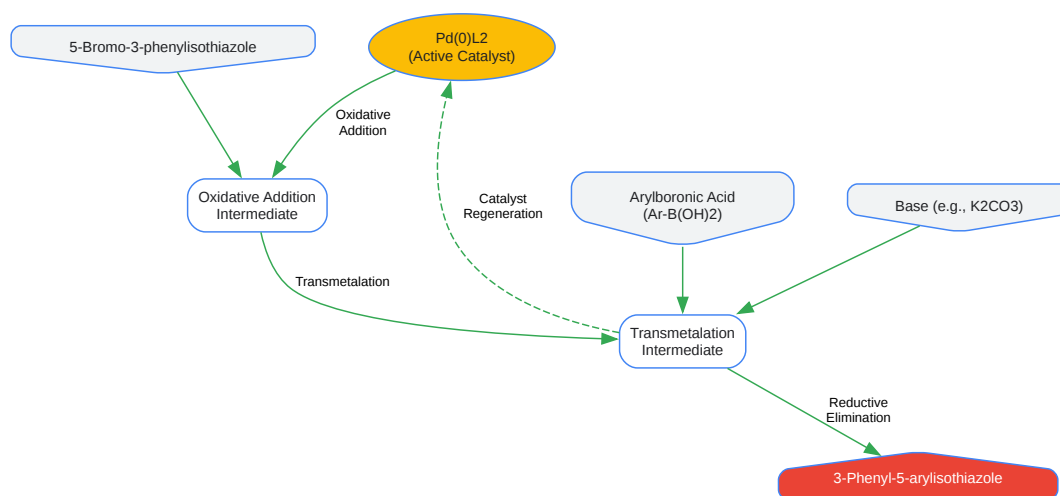 5-Bromo-3-phenylisothiazole
Pd(0)L2
(Active Catalyst)
Oxidative
Addition
Oxidative Addition
Intermediate
Catalyst
Regeneration
Arylboronic Acid
(Ar-B(OH)2)
Base (e.g., K2CO3)
Transmetalation
Transmetalation
Intermediate
Reductive
Elimination
3-Phenyl-5-arylisothiazole